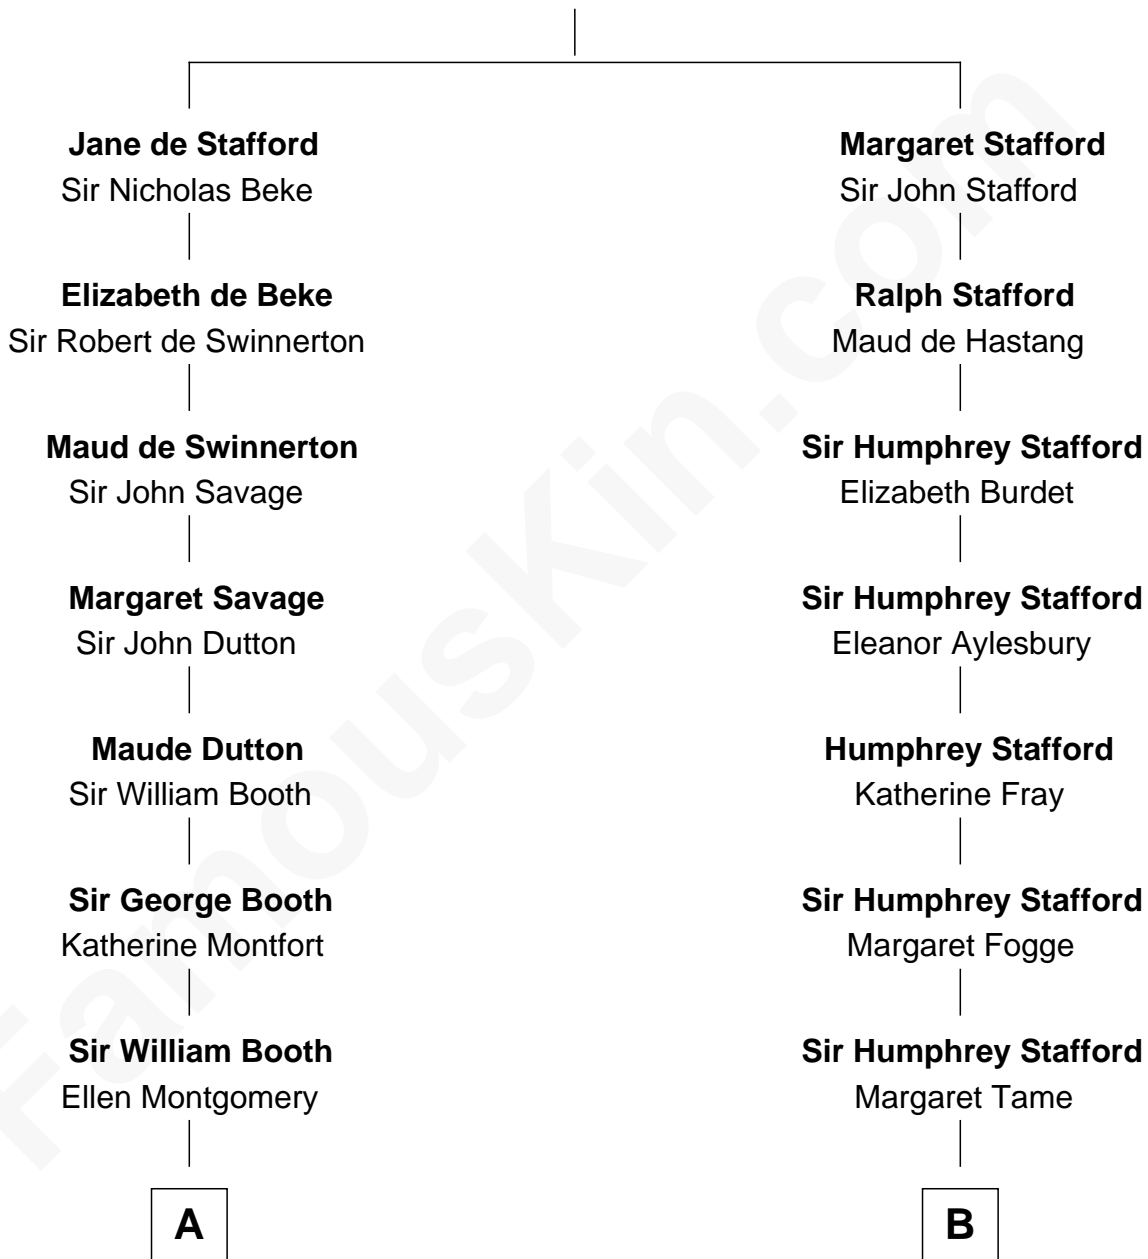 Jane de Stafford
Sir Nicholas Beke
Elizabeth de Beke
Sir Robert de Swinnerton
Maud de Swinnerton
Sir John Savage
Margaret Savage
Sir John Dutton
Maude Dutton
Sir William Booth
Sir George Booth
Katherine Montfort
Sir William Booth
Ellen Montgomery
A
Margaret Stafford
Sir John Stafford
Ralph Stafford
Maud de Hastang
Sir Humphrey Stafford
Elizabeth Burdet
Sir Humphrey Stafford
Eleanor Aylesbury
Humphrey Stafford
Katherine Fray
Sir Humphrey Stafford
Margaret Fogge
Sir Humphrey Stafford
Margaret Tame
B
FamousKin.com